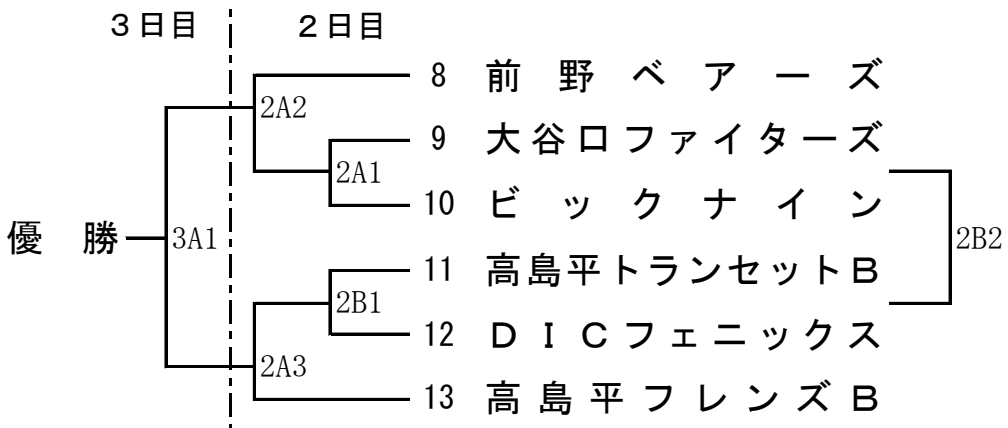 ３日目 ２日目
8 前野ベアーズ
2A2
9 大谷口ファイターズ
2A1
10 ビックナイン
優勝 3A1 2B2
11 高島平トランセットＢ
2B1
12 ＤＩＣフェニックス
2A3
13 高島平フレンズＢ